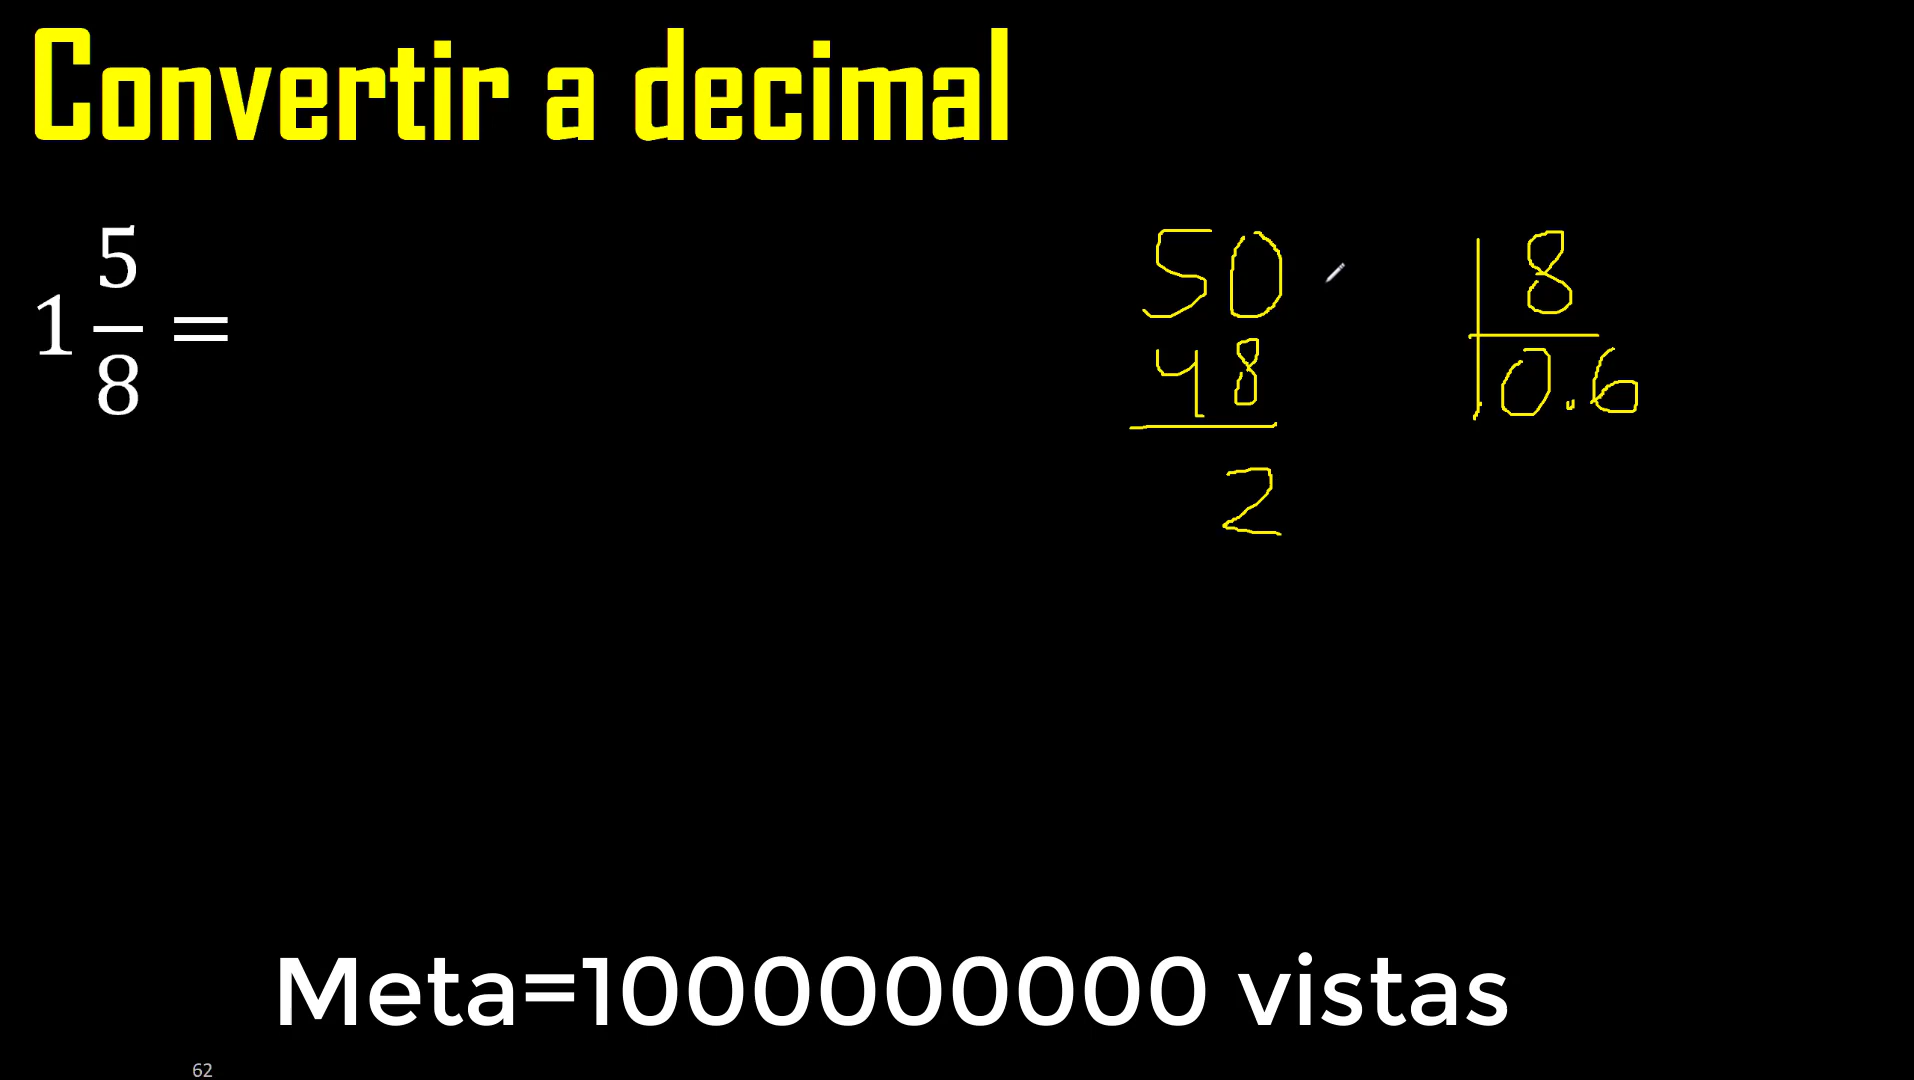 Convertir a decimal
1 5/8 =
50 8
48 0.6
2
Meta=1000000000 vistas
62